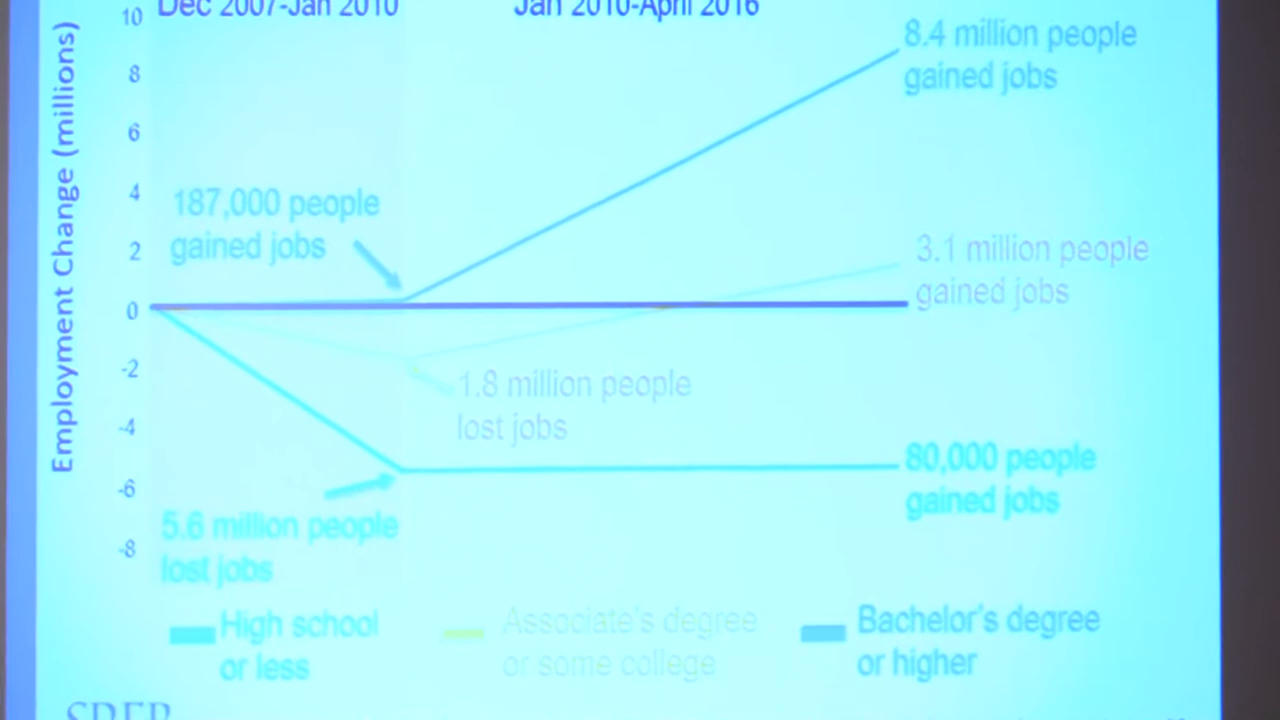 Dec 2007-Jan 2010 Jan 2010-April 2016
Employment Change (millions)
10
8
6
4
2
0
-2
-4
-6
-8
8.4 million people
gained jobs
187,000 people
gained jobs
3.1 million people
gained jobs
1.8 million people
lost jobs
80,000 people
gained jobs
5.6 million people
lost jobs
High school
or less
Associate's degree
or some college
Bachelor's degree
or higher
SREB